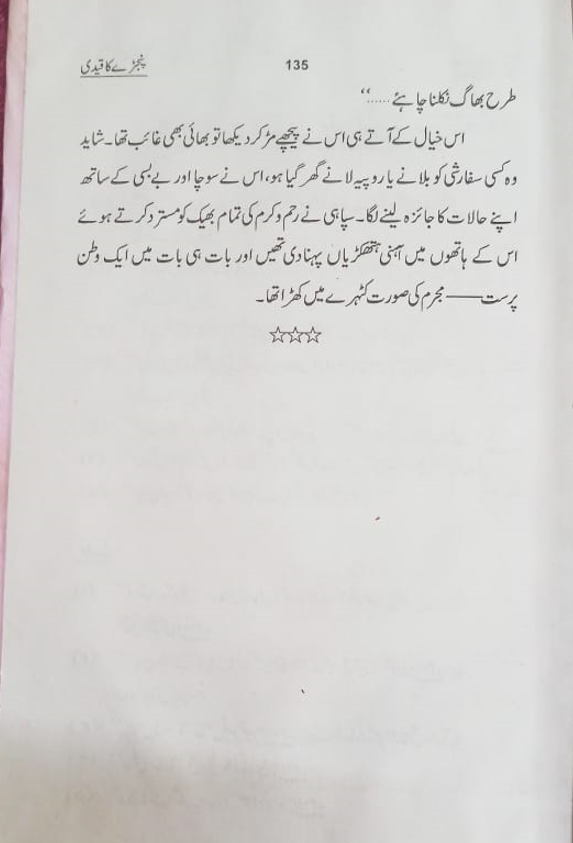 پنجڑے کا قیدی 135
طرح بھاگ نکلنا چاہئے……‘‘
اس خیال کے آتے ہی اس نے پیچھے مڑ کر دیکھا تو بھائی بھی غائب تھا۔ شاید
وہ کسی سفارشی کو بلانے یا روپیہ لانے گھر گیا ہو، اس نے سوچا اور بے بسی کے ساتھ
اپنے حالات کا جائزہ لینے لگا۔ سپاہی نے رحم و کرم کی تمام بھیک کو مسترد کرتے ہوئے
اس کے ہاتھوں میں آہنی ہتھکڑیاں پہنا دی تھیں اور بات ہی بات میں ایک وطن
پرست—— مجرم کی صورت کٹہرے میں کھڑا تھا۔
☆☆☆